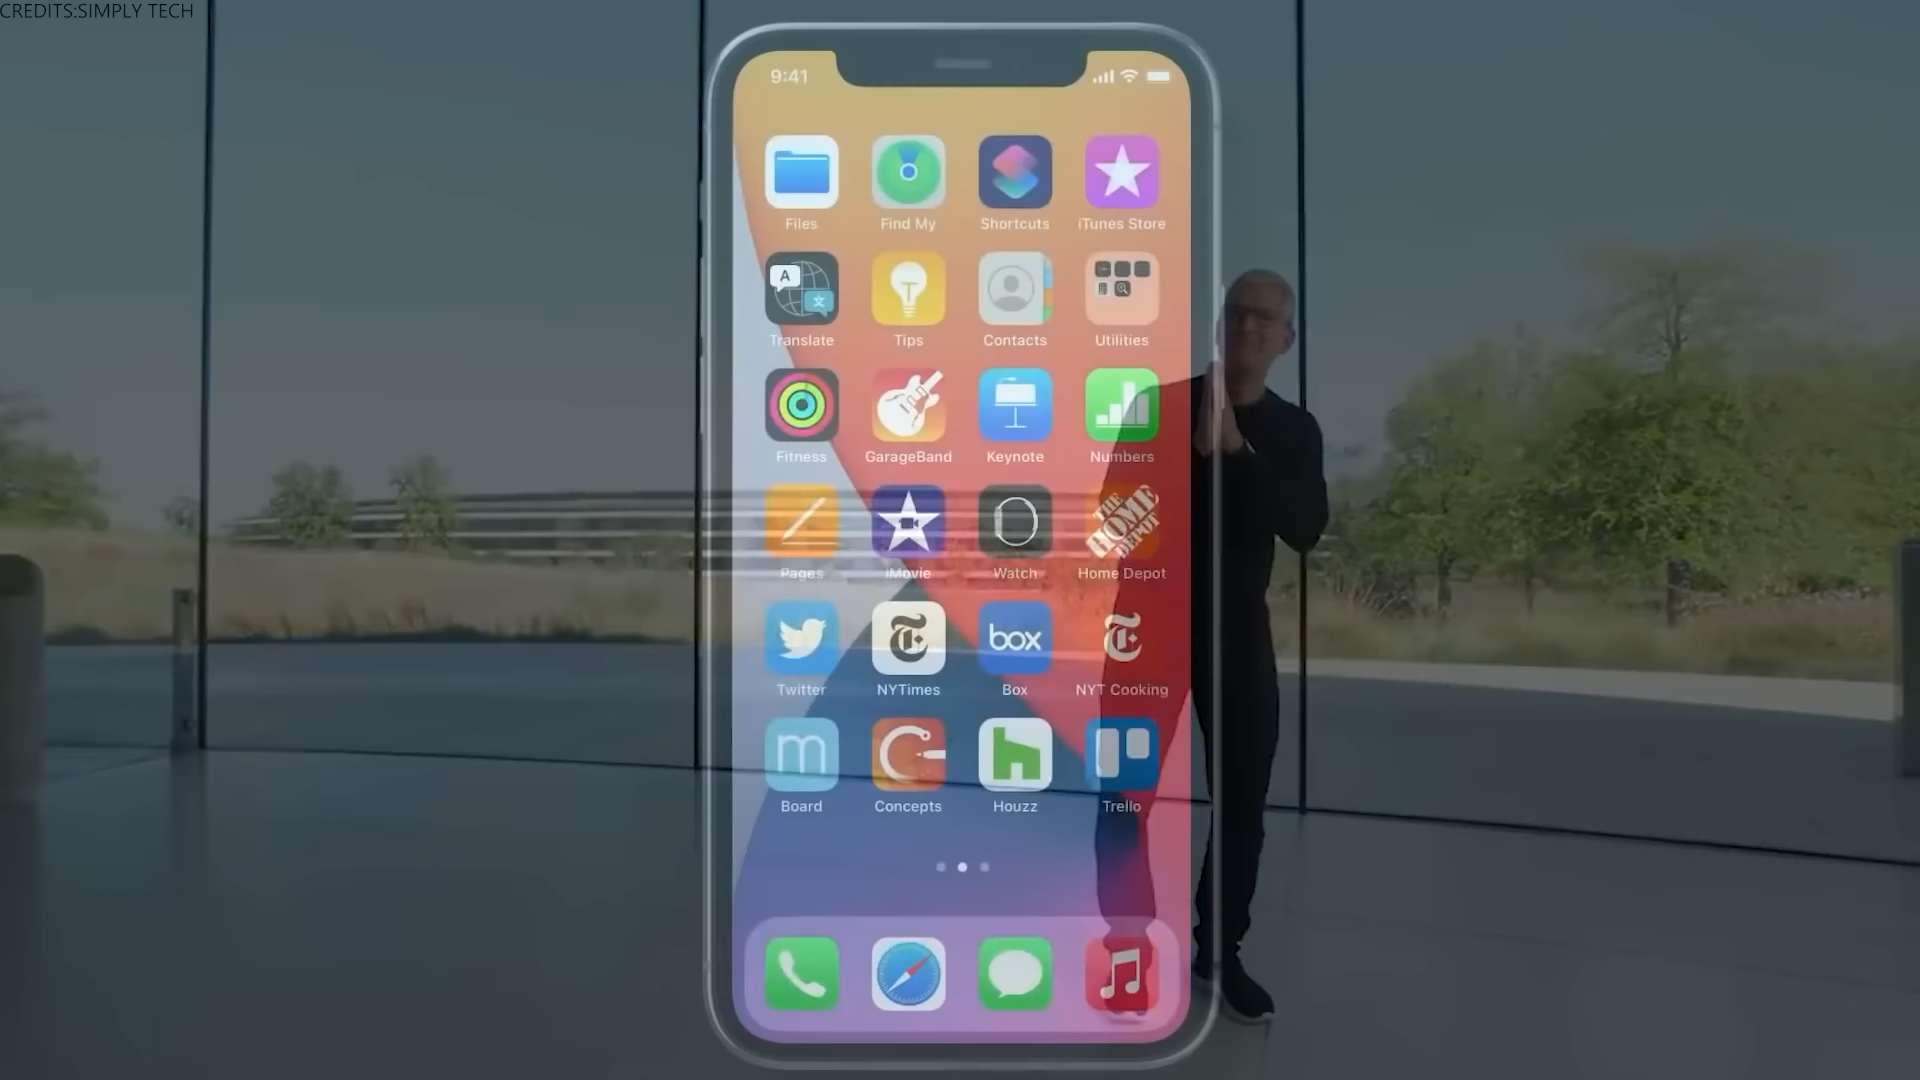 CREDITS:SIMPLY TECH
9:41
Files Find My Shortcuts iTunes Store
A 文
Translate Tips Contacts Utilities
Fitness GarageBand Keynote Numbers
THE
HOME
DEPOT
Pages iMovie Watch Home Depot
box
Twitter NYTimes Box NYT Cooking
m
Board Concepts Houzz Trello